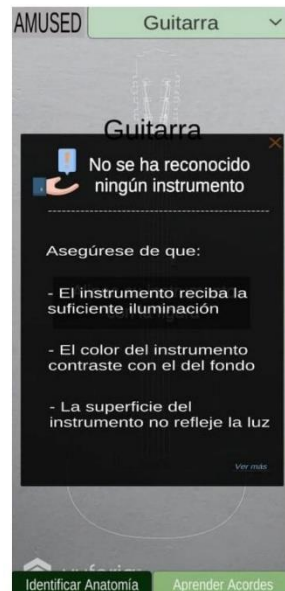 AMUSED
Guitarra
Guitarra
No se ha reconocido
ningún instrumento
Asegúrese de que:
- El instrumento reciba la
suficiente iluminación
- El color del instrumento
contraste con el del fondo
- La superficie del
instrumento no refleje la luz
Ver más
Identificar Anatomía
Aprender Acordes